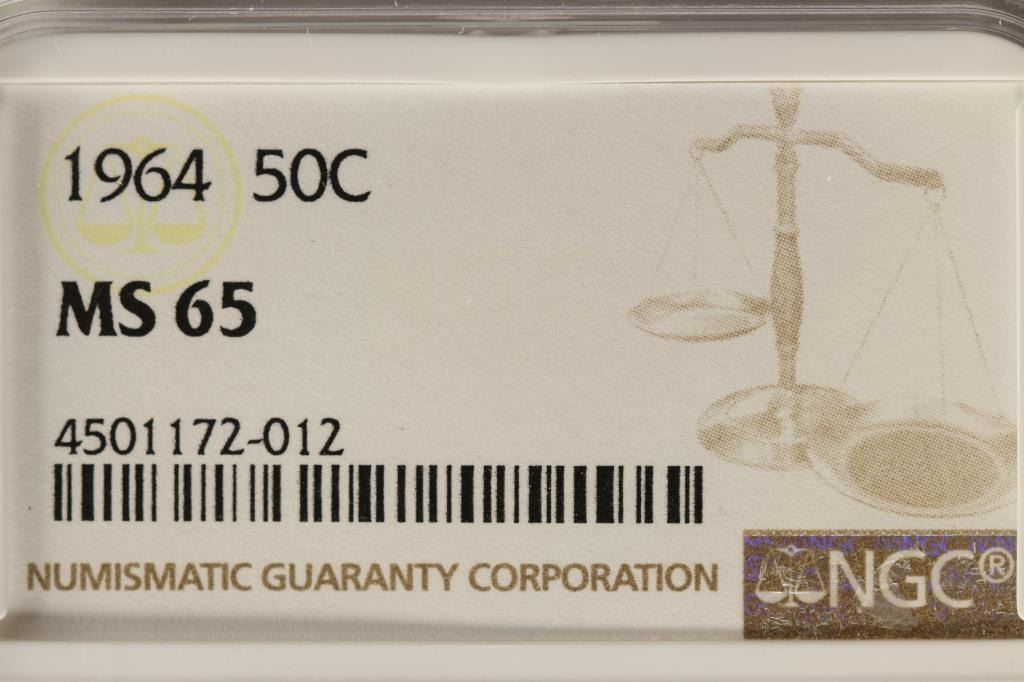 1964 50C
MS 65
4501172-012
NUMISMATIC GUARANTY CORPORATION
NGC®